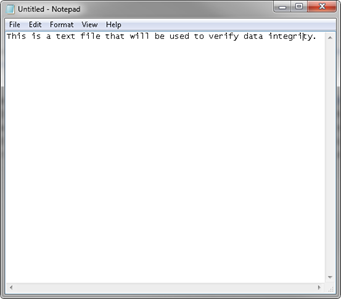 Untitled - Notepad
File Edit Format View Help
This is a text file that will be used to verify data integrity.